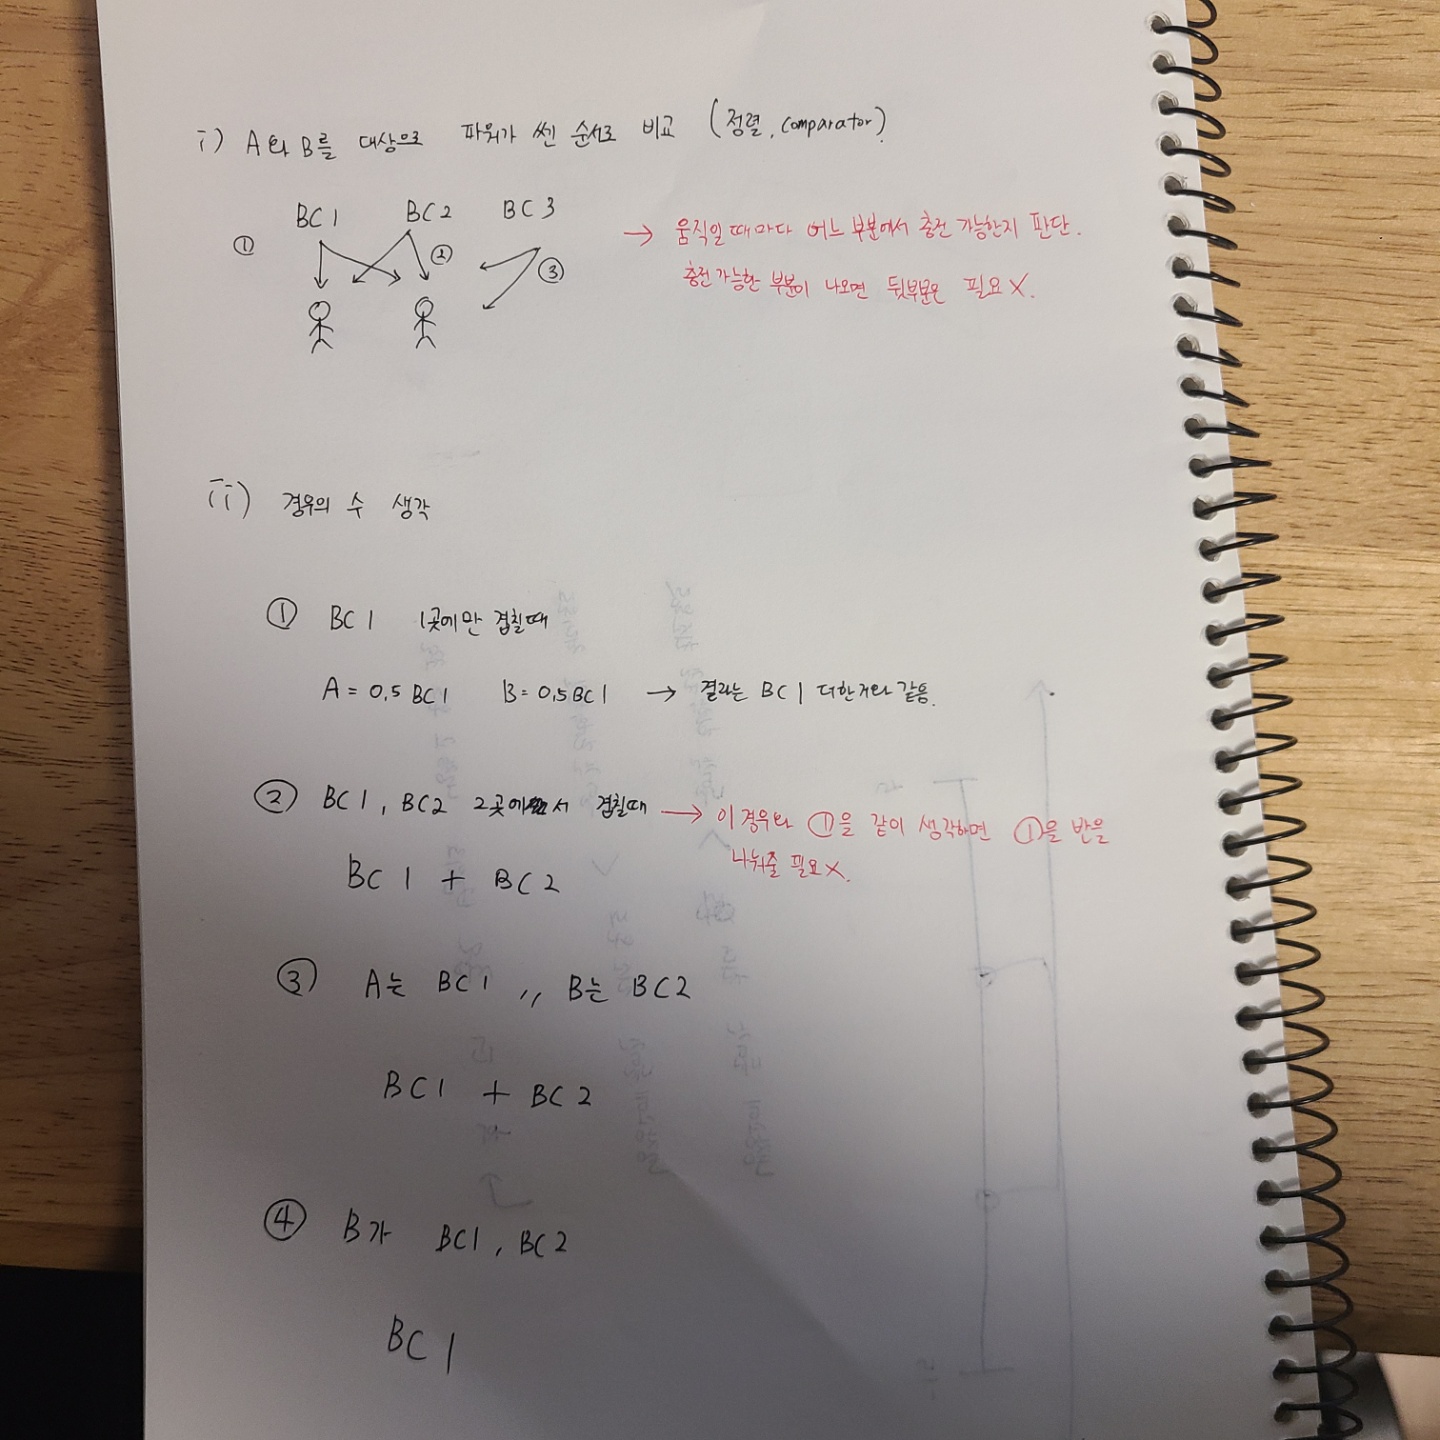 i) A와 B를 대상으로 파워가 쎈 순서로 비교 (정렬, comparator)
BC 1 BC 2 BC 3
① ② ③
→ 움직일때마다 어느 부분에서 충전 가능한지 판단.
충전 가능한 부분이 나오면 뒷부분은 필요X.
ii) 경우의 수 생각
① BC 1 1곳에만 겹칠때
A = 0.5 BC 1 B = 0.5 BC 1 → 결과는 BC 1 더한거와 같음.
② BC 1, BC 2 2곳에서 겹칠때 → 이 경우와 ①을 같이 생각하면 ①을 반을
나눠줄 필요X.
BC 1 + BC 2
③ A는 BC 1 ,, B는 BC 2
BC 1 + BC 2
④ B가 BC 1, BC 2
BC 1